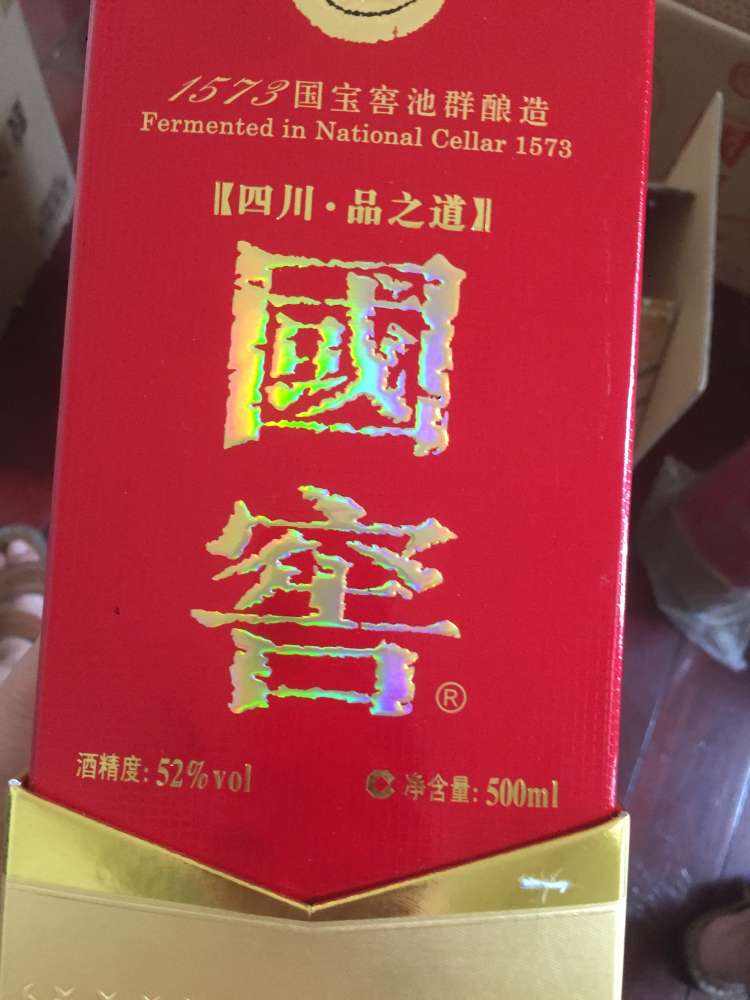 1573国宝窖池群酿造
Fermented in National Cellar 1573
【四川·品之道】
國
窖®
酒精度: 52%vol
净含量: 500ml